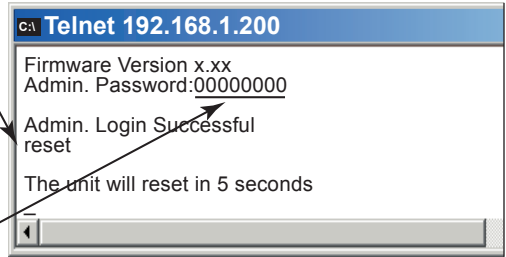 C:\ Telnet 192.168.1.200
Firmware Version x.xx
Admin. Password:00000000
Admin. Login Successful
reset
The unit will reset in 5 seconds
_